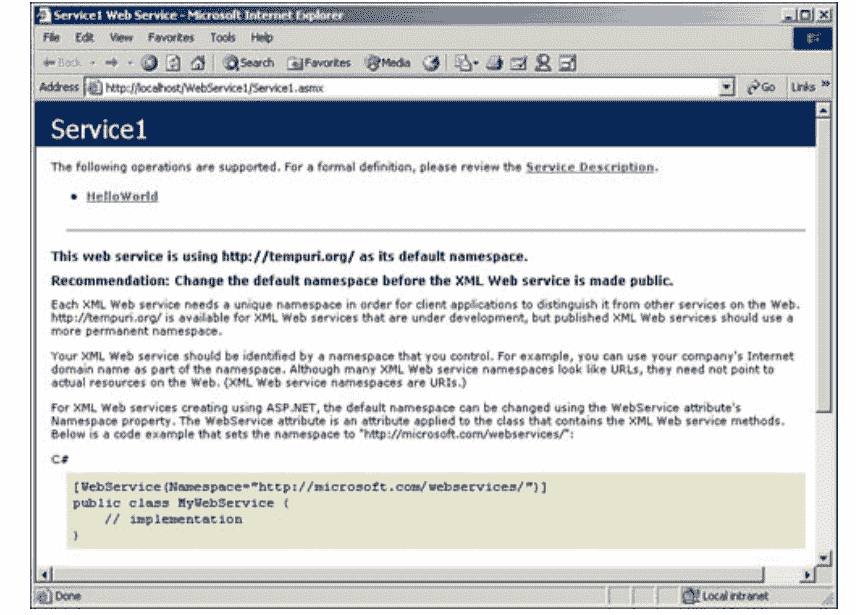 Service1 Web Service - Microsoft Internet Explorer
File Edit View Favorites Tools Help
Back Search Favorites Media
Address http://localhost/WebService1/Service1.asmx Go Links »
Service1
The following operations are supported. For a formal definition, please review the Service Description.
• HelloWorld
This web service is using http://tempuri.org/ as its default namespace.
Recommendation: Change the default namespace before the XML Web service is made public.
Each XML Web service needs a unique namespace in order for client applications to distinguish it from other services on the Web.
http://tempuri.org/ is available for XML Web services that are under development, but published XML Web services should use a
more permanent namespace.
Your XML Web service should be identified by a namespace that you control. For example, you can use your company's Internet
domain name as part of the namespace. Although many XML Web service namespaces look like URLs, they need not point to
actual resources on the Web. (XML Web service namespaces are URIs.)
For XML Web services creating using ASP.NET, the default namespace can be changed using the WebService attribute's
Namespace property. The WebService attribute is an attribute applied to the class that contains the XML Web service methods.
Below is a code example that sets the namespace to "http://microsoft.com/webservices/":
C#
[WebService(Namespace="http://microsoft.com/webservices/")]
public class MyWebService {
// implementation
}
Done Local intranet